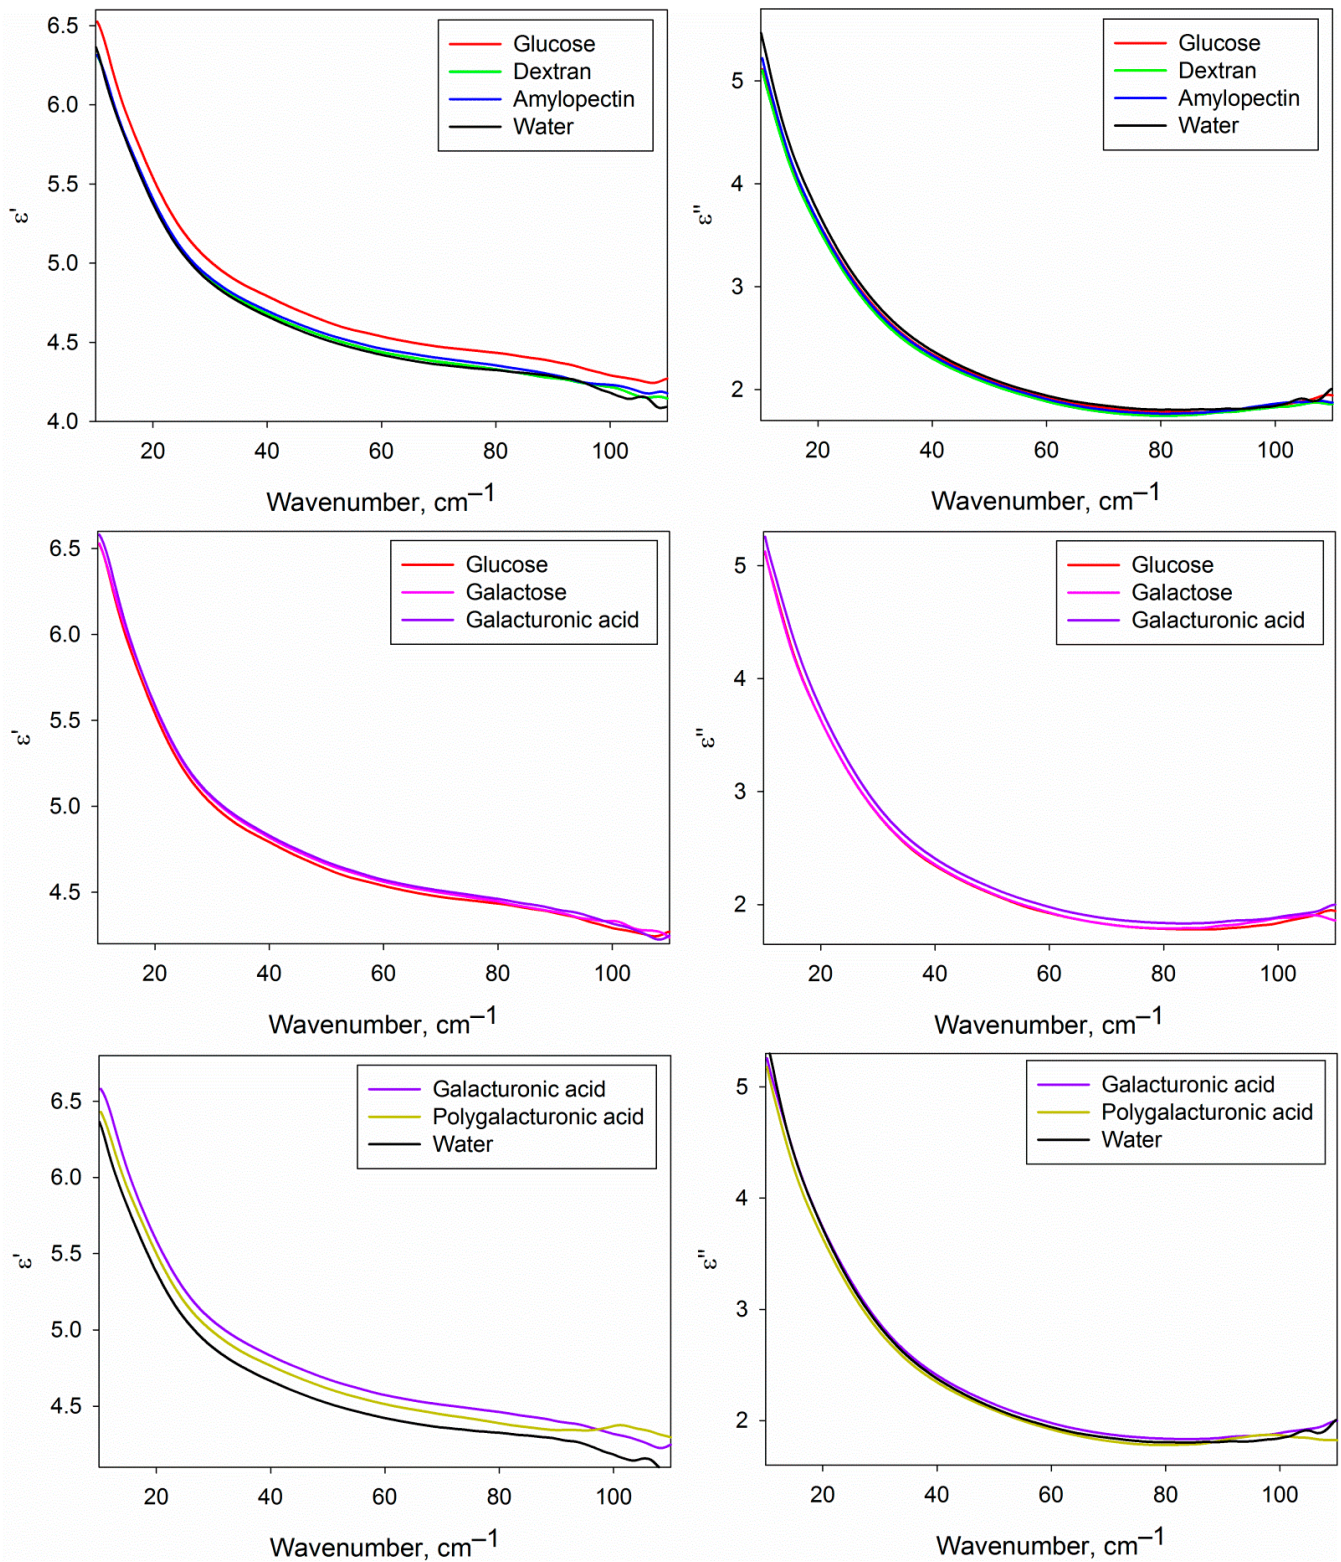 6.5
6.0
5.5
5.0
4.5
4.0
ε'
20 40 60 80 100
Wavenumber, cm–1
Glucose
Dextran
Amylopectin
Water
5
4
3
2
ε"
20 40 60 80 100
Wavenumber, cm–1
Glucose
Dextran
Amylopectin
Water
6.5
6.0
5.5
5.0
4.5
ε'
20 40 60 80 100
Wavenumber, cm–1
Glucose
Galactose
Galacturonic acid
5
4
3
2
ε"
20 40 60 80 100
Wavenumber, cm–1
Glucose
Galactose
Galacturonic acid
6.5
6.0
5.5
5.0
4.5
ε'
20 40 60 80 100
Wavenumber, cm–1
Galacturonic acid
Polygalacturonic acid
Water
5
4
3
2
ε"
20 40 60 80 100
Wavenumber, cm–1
Galacturonic acid
Polygalacturonic acid
Water